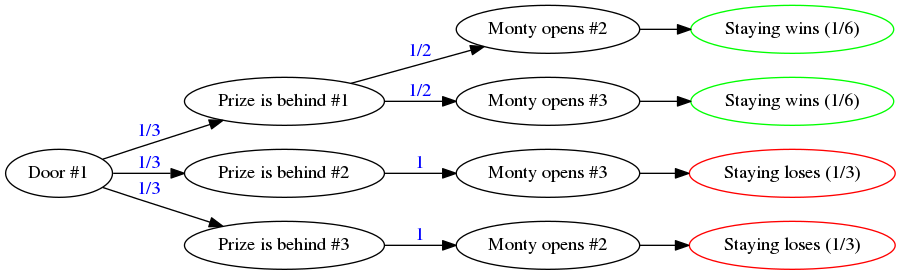 Monty opens #2
Staying wins (1/6)
1/2
Prize is behind #1
1/2
Monty opens #3
Staying wins (1/6)
1/3
Door #1
1/3
Prize is behind #2
1
Monty opens #3
Staying loses (1/3)
1/3
Prize is behind #3
1
Monty opens #2
Staying loses (1/3)